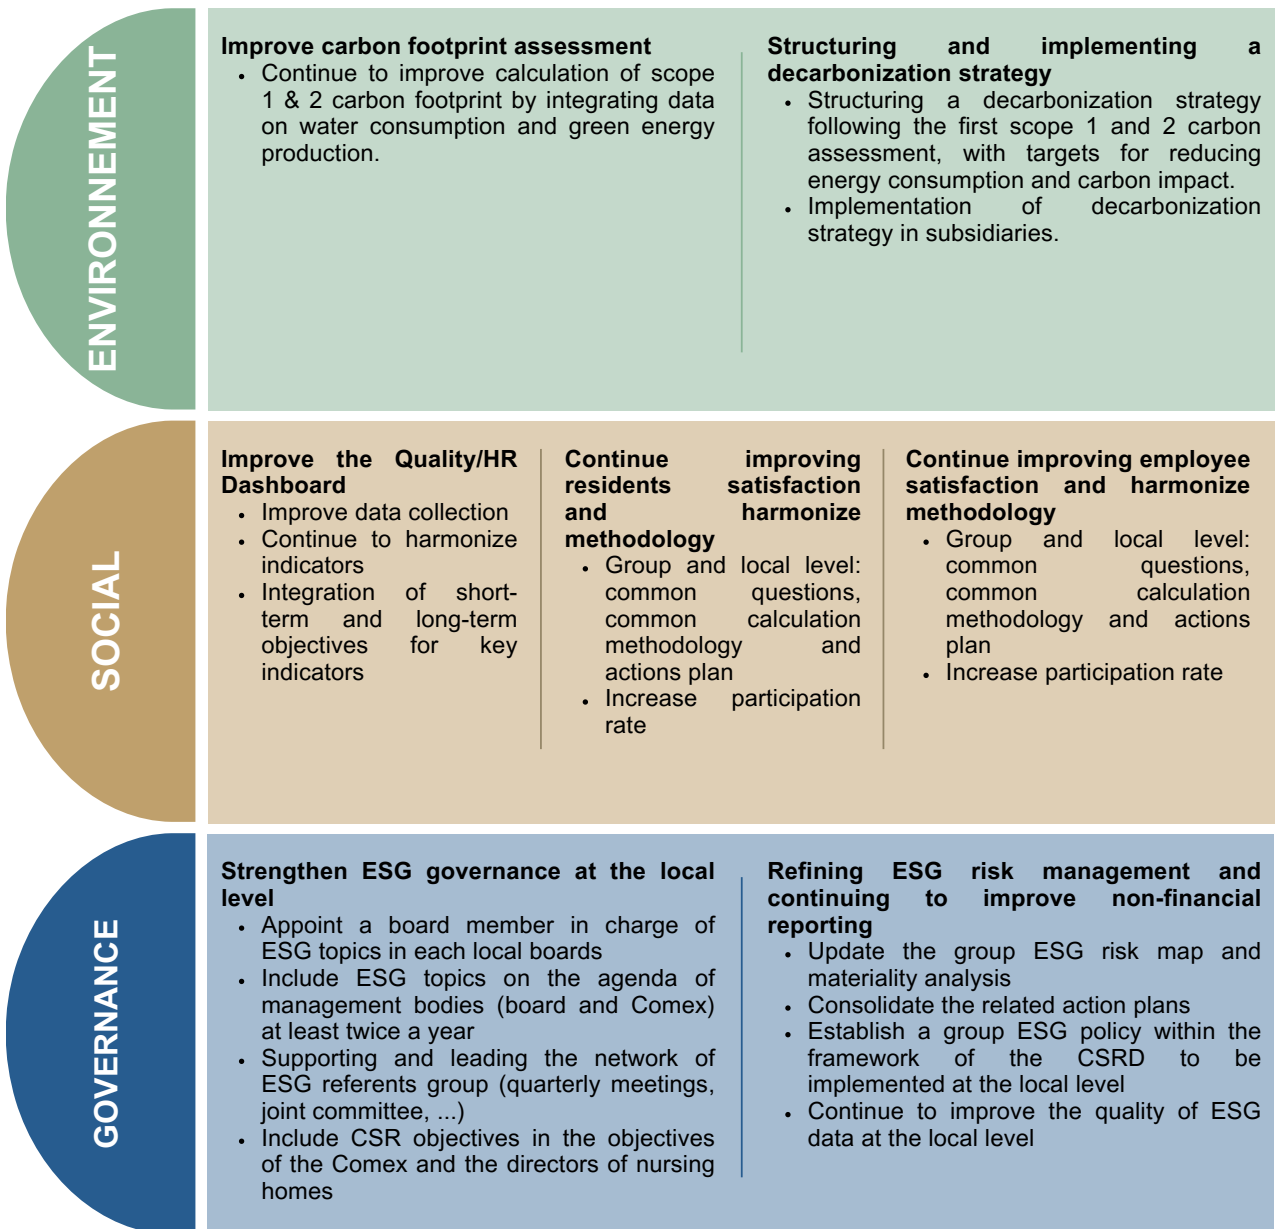 ENVIRONNEMENT
Improve carbon footprint assessment
• Continue to improve calculation of scope
1 & 2 carbon footprint by integrating data
on water consumption and green energy
production.
Structuring and implementing a
decarbonization strategy
• Structuring a decarbonization strategy
following the first scope 1 and 2 carbon
assessment, with targets for reducing
energy consumption and carbon impact.
• Implementation of decarbonization
strategy in subsidiaries.
SOCIAL
Improve the Quality/HR
Dashboard
• Improve data collection
• Continue to harmonize
indicators
• Integration of short-
term and long-term
objectives for key
indicators
Continue improving
residents satisfaction
and harmonize
methodology
• Group and local level:
common questions,
common calculation
methodology and
actions plan
• Increase participation
rate
Continue improving employee
satisfaction and harmonize
methodology
• Group and local level:
common questions,
common calculation
methodology and actions
plan
• Increase participation rate
GOVERNANCE
Strengthen ESG governance at the local
level
• Appoint a board member in charge of
ESG topics in each local boards
• Include ESG topics on the agenda of
management bodies (board and Comex)
at least twice a year
• Supporting and leading the network of
ESG referents group (quarterly meetings,
joint committee, ...)
• Include CSR objectives in the objectives
of the Comex and the directors of nursing
homes
Refining ESG risk management and
continuing to improve non-financial
reporting
• Update the group ESG risk map and
materiality analysis
• Consolidate the related action plans
• Establish a group ESG policy within the
framework of the CSRD to be
implemented at the local level
• Continue to improve the quality of ESG
data at the local level